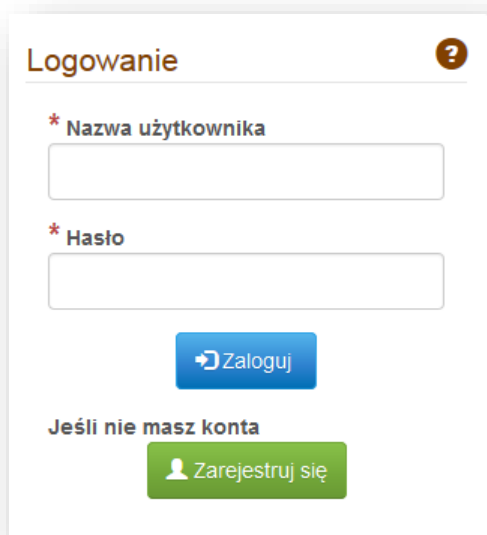 Logowanie ?
* Nazwa użytkownika
* Hasło
Zaloguj
Jeśli nie masz konta
Zarejestruj się